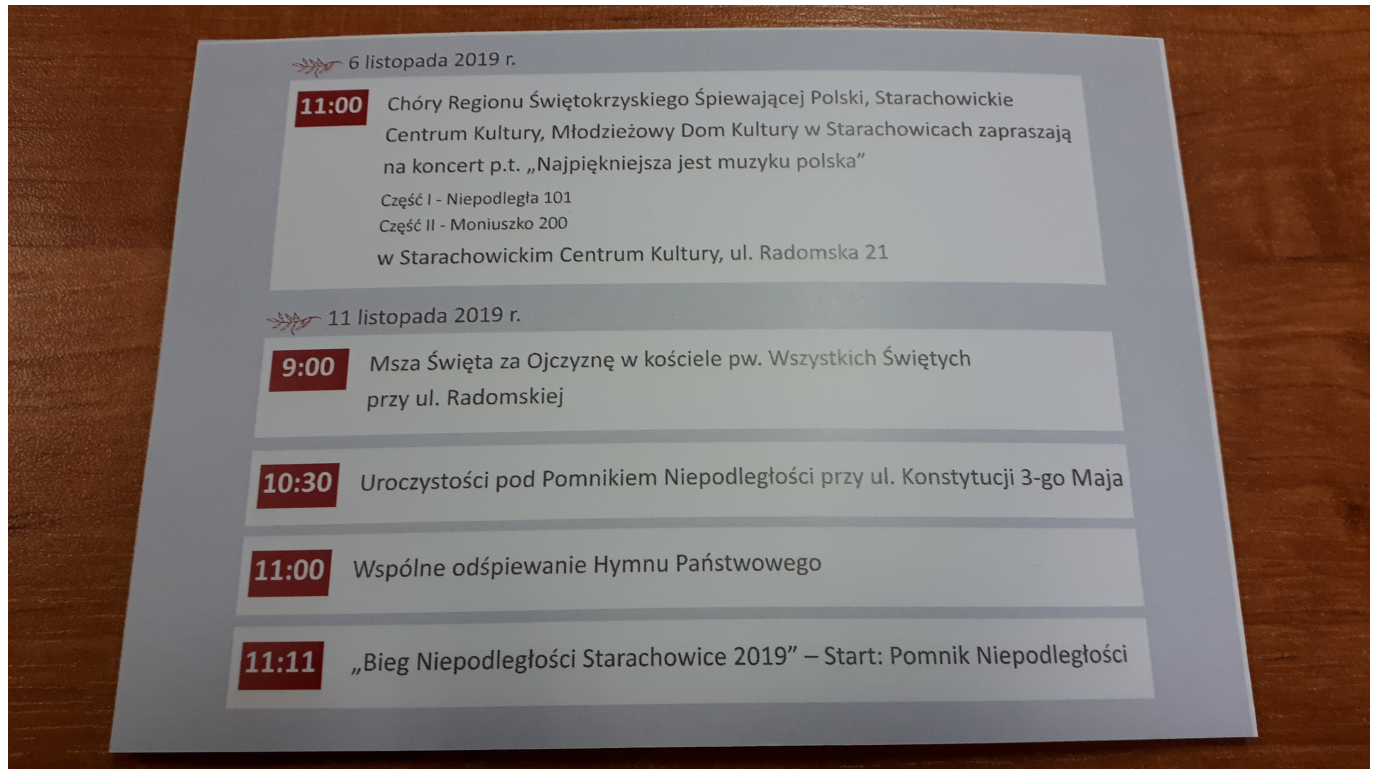 6 listopada 2019 r.
11:00 Chóry Regionu Świętokrzyskiego Śpiewającej Polski, Starachowickie
Centrum Kultury, Młodzieżowy Dom Kultury w Starachowicach zapraszają
na koncert p.t. „Najpiękniejsza jest muzyku polska”
Część I - Niepodległa 101
Część II - Moniuszko 200
w Starachowickim Centrum Kultury, ul. Radomska 21
11 listopada 2019 r.
9:00 Msza Święta za Ojczyznę w kościele pw. Wszystkich Świętych
przy ul. Radomskiej
10:30 Uroczystości pod Pomnikiem Niepodległości przy ul. Konstytucji 3-go Maja
11:00 Wspólne odśpiewanie Hymnu Państwowego
11:11 „Bieg Niepodległości Starachowice 2019” – Start: Pomnik Niepodległości